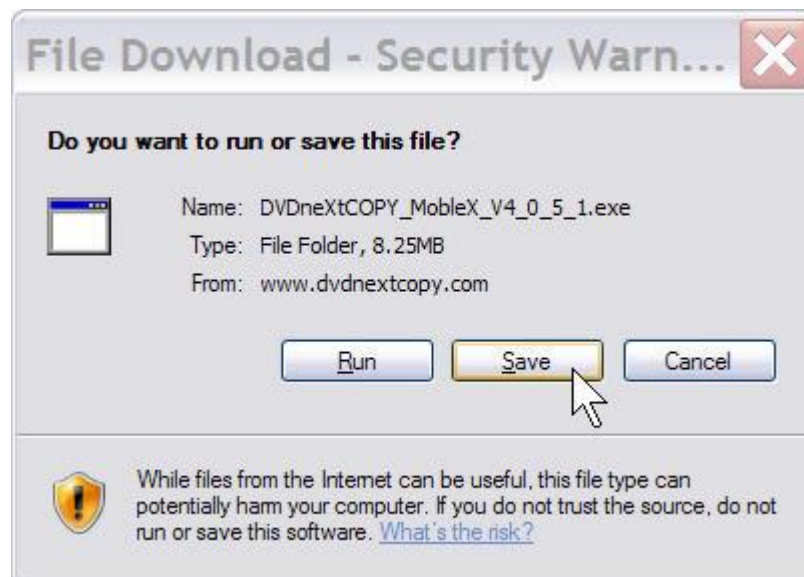 File Download - Security Warn...
Do you want to run or save this file?
Name: DVDneXtCOPY_MobleX_V4_0_5_1.exe
Type: File Folder, 8.25MB
From: www.dvdnextcopy.com
Run Save Cancel
While files from the Internet can be useful, this file type can
potentially harm your computer. If you do not trust the source, do not
run or save this software. What's the risk?